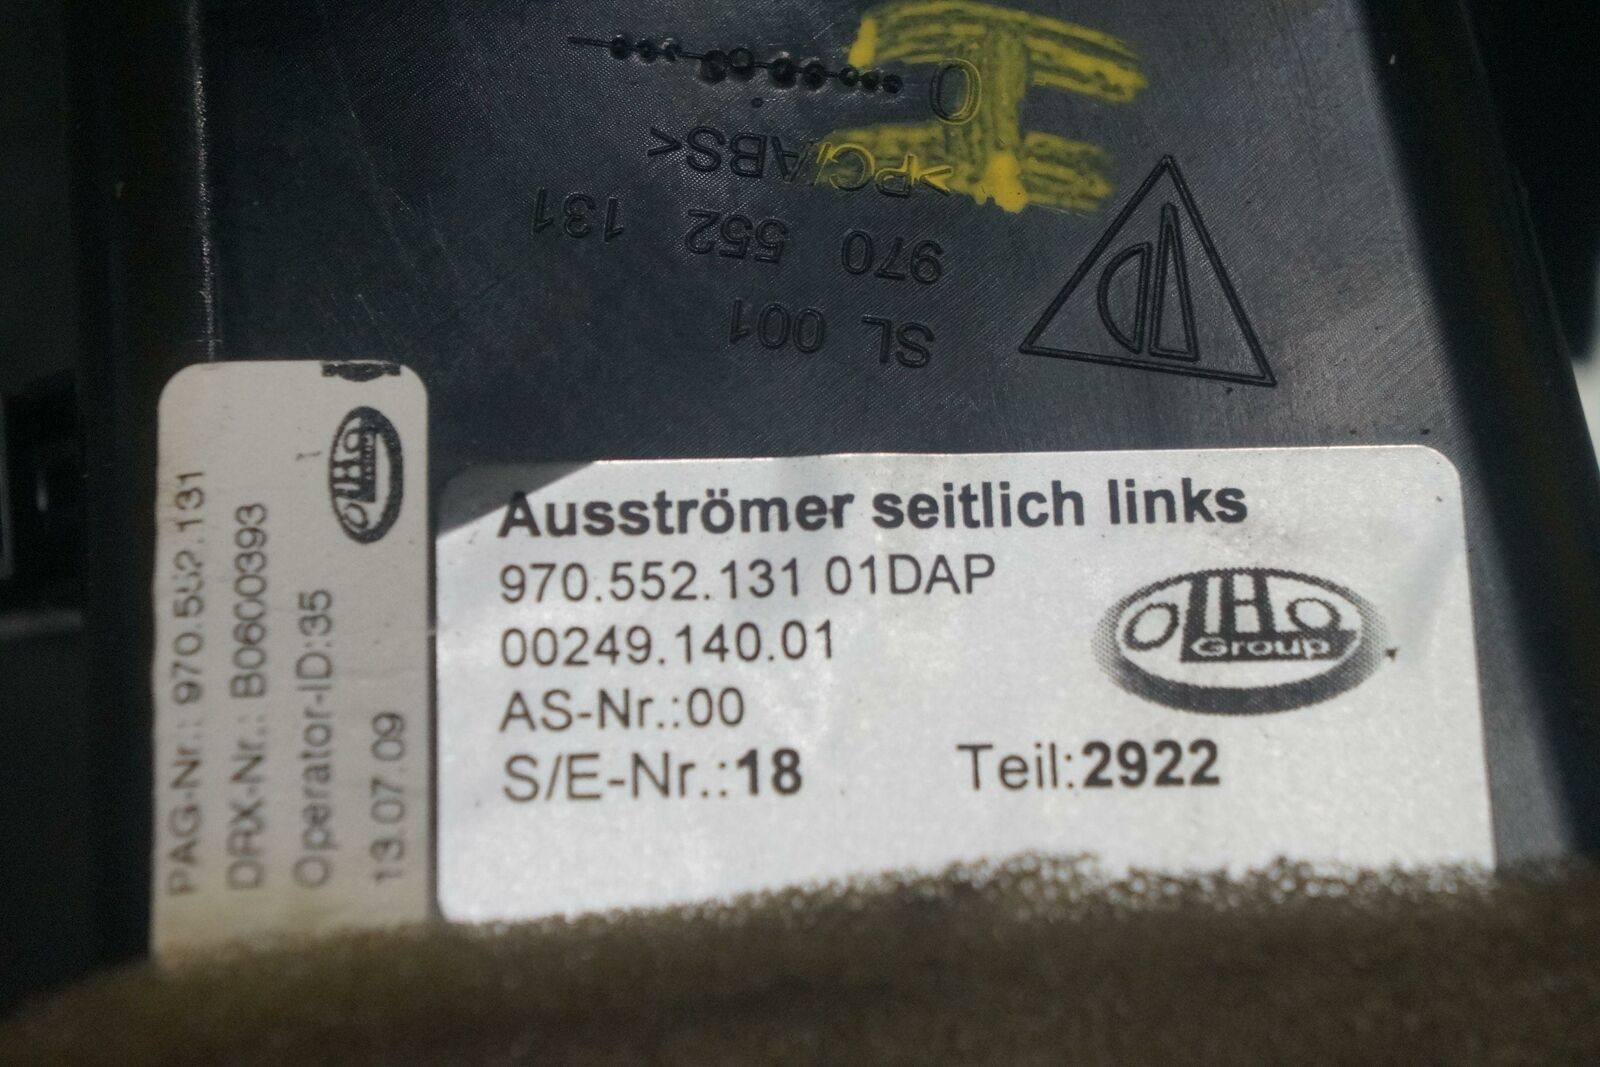 >PC/ABS<
970 552 131
SL 001
PAG-Nr.: 970.552.131
DRX-Nr.: B0600393
Operator-ID:35
13.07.09
Ausströmer seitlich links
970.552.131 01DAP
00249.140.01
AS-Nr.:00
S/E-Nr.:18 Teil:2922
OTTO
Group